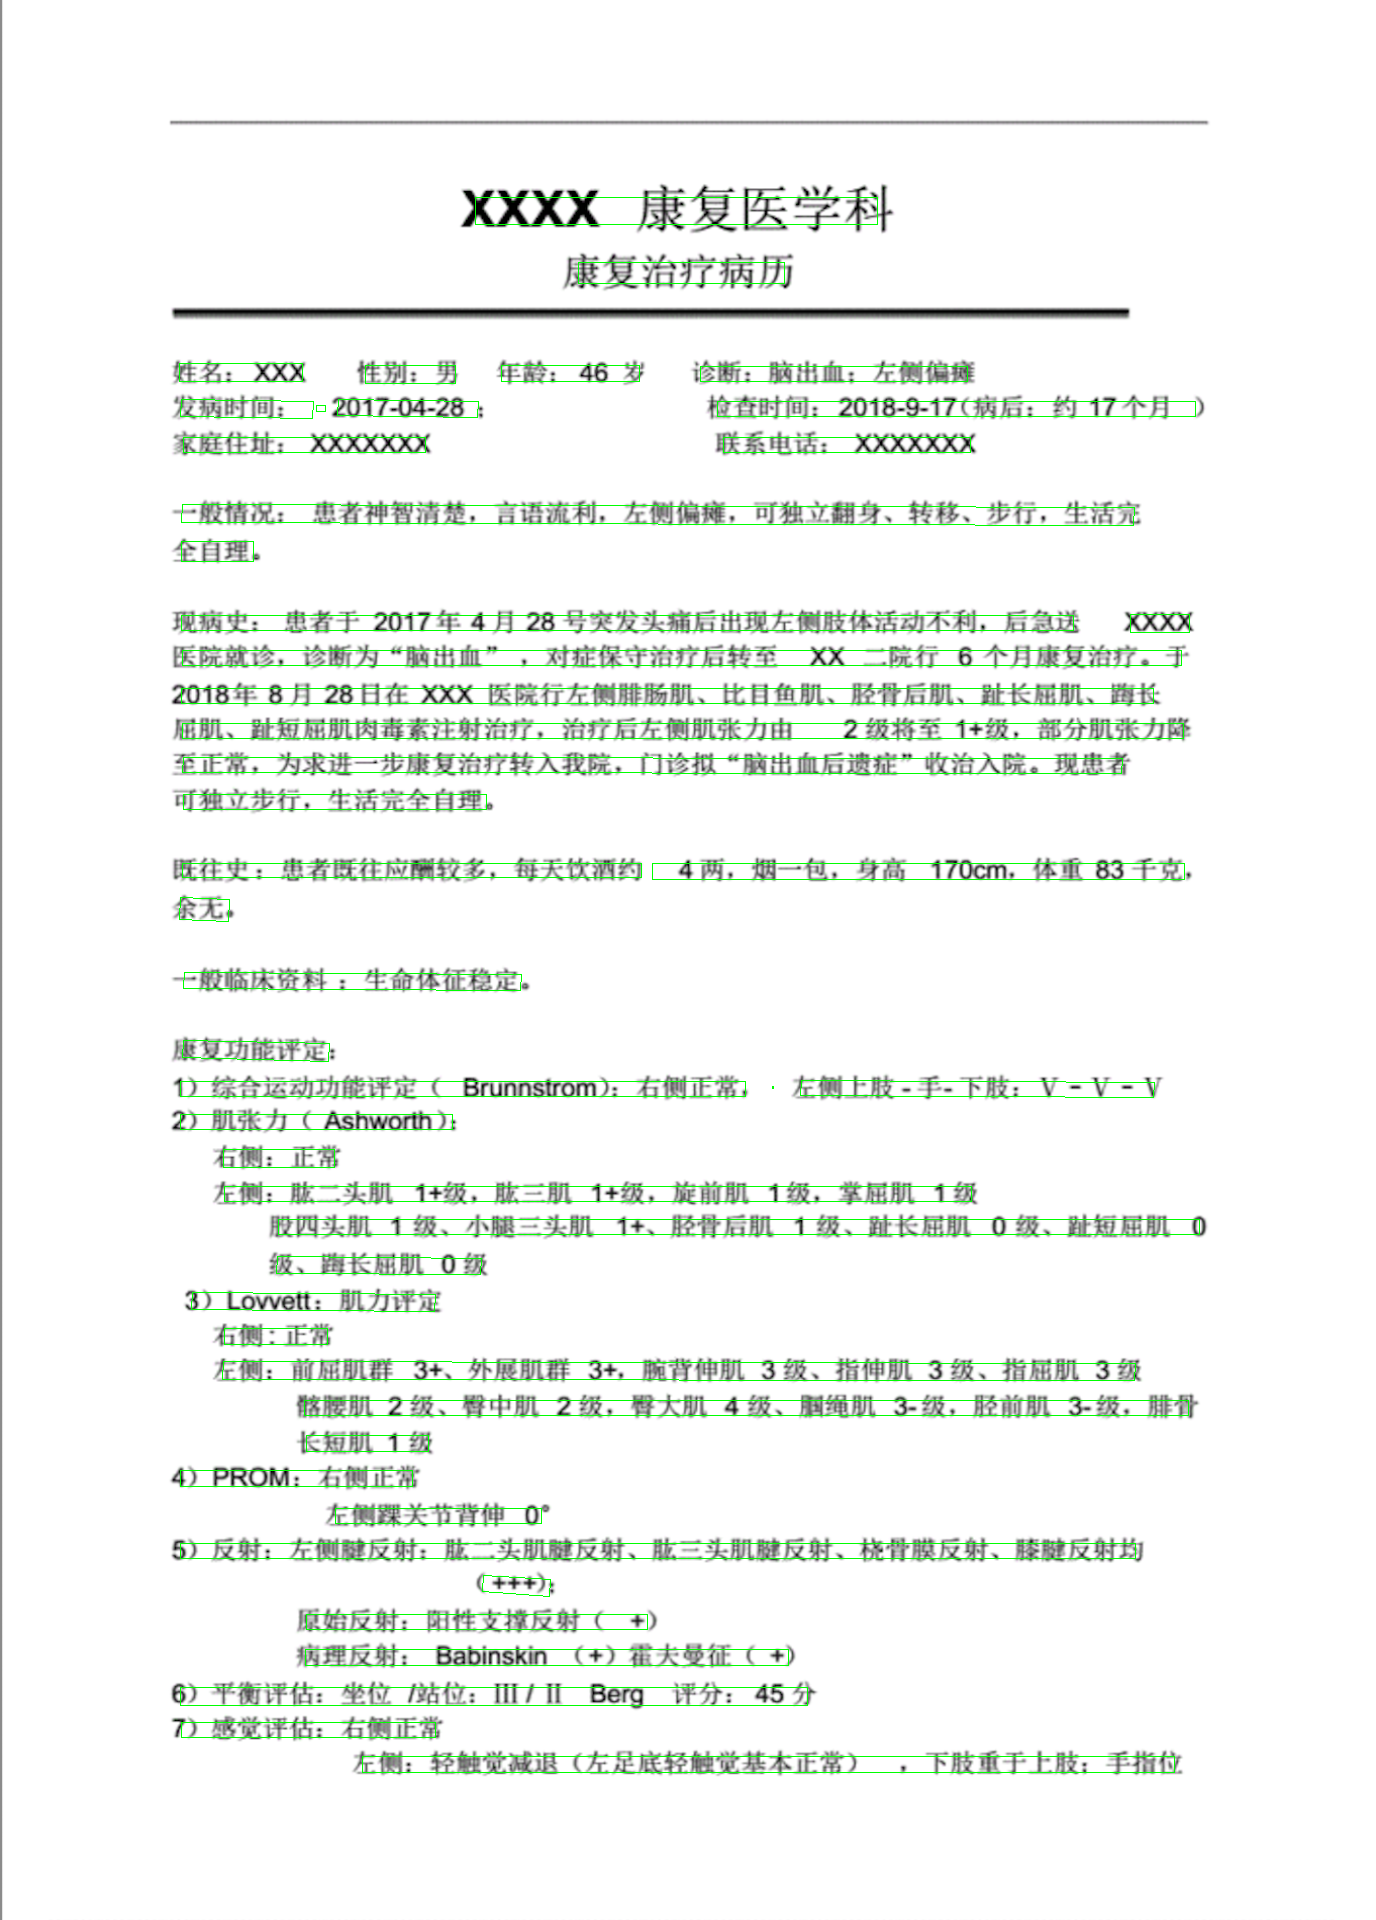 XXXX 康复医学科
康复治疗病历
姓名：XXX 性别：男 年龄：46 岁 诊断：脑出血；左侧偏瘫
发病时间： 2017-04-28； 检查时间：2018-9-17（病后：约 17个月 ）
家庭住址： XXXXXXX 联系电话： XXXXXXX
一般情况： 患者神智清楚，言语流利，左侧偏瘫，可独立翻身、转移、步行，生活完
全自理。
现病史： 患者于 2017年 4 月 28 号突发头痛后出现左侧肢体活动不利，后急送 XXXX
医院就诊，诊断为“脑出血”，对症保守治疗后转至 XX 二院行 6 个月康复治疗。于
2018年 8 月 28日在 XXX 医院行左侧腓肠肌、比目鱼肌、胫骨后肌、趾长屈肌、踇长
屈肌、趾短屈肌肉毒素注射治疗，治疗后左侧肌张力由 2 级将至 1+级，部分肌张力降
至正常，为求进一步康复治疗转入我院，门诊拟“脑出血后遗症”收治入院。现患者
可独立步行，生活完全自理。
既往史：患者既往应酬较多，每天饮酒约 4 两，烟一包，身高 170cm，体重 83 千克，
余无。
一般临床资料 ：生命体征稳定。
康复功能评定：
1）综合运动功能评定（ Brunnstrom）：右侧正常， 左侧上肢 - 手- 下肢：Ⅴ - Ⅴ - Ⅴ
2）肌张力（ Ashworth）：
右侧：正常
左侧：肱二头肌 1+级，肱三肌 1+级，旋前肌 1级，掌屈肌 1 级
股四头肌 1 级、小腿三头肌 1+、胫骨后肌 1 级、趾长屈肌 0 级、趾短屈肌 0
级、踇长屈肌 0 级
3）Lovvett：肌力评定
右侧：正常
左侧：前屈肌群 3+、外展肌群 3+，腕背伸肌 3 级、指伸肌 3 级、指屈肌 3 级
髂腰肌 2 级、臀中肌 2 级，臀大肌 4 级、腘绳肌 3- 级，胫前肌 3- 级，腓骨
长短肌 1 级
4）PROM：右侧正常
左侧踝关节背伸 0°
5）反射：左侧腱反射：肱二头肌腱反射、肱三头肌腱反射、桡骨膜反射、膝腱反射均
（ +++）；
原始反射：阳性支撑反射（ +）
病理反射： Babinskin （+）霍夫曼征（ +）
6）平衡评估：坐位 /站位：Ⅲ / Ⅱ Berg 评分： 45 分
7）感觉评估：右侧正常
左侧：轻触觉减退（左足底轻触觉基本正常） ，下肢重于上肢；手指位